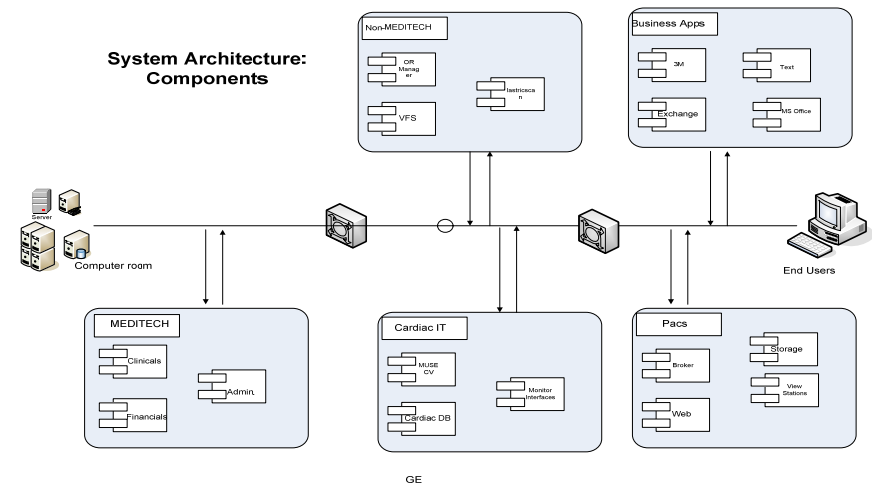 System Architecture:
Components
Non-MEDITECH
OR
Manag
er
VFS
lastricsca
n
Business Apps
3M
Text
Exchange
MS Office
Server
Computer room
End Users
MEDITECH
Clinicals
Admin.
Financials
Cardiac IT
MUSE
CV
Cardiac DB
Monitor
Interfaces
Pacs
Broker
Web
Storage
View
Stations
GE